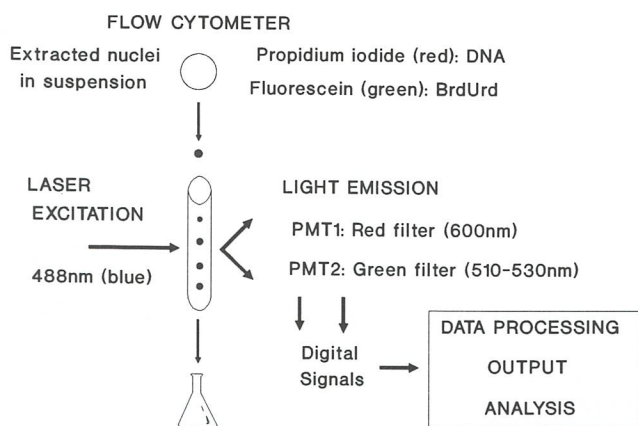 FLOW CYTOMETER
Extracted nuclei
in suspension
Propidium iodide (red): DNA
Fluorescein (green): BrdUrd
LASER
EXCITATION
488nm (blue)
LIGHT EMISSION
PMT1: Red filter (600nm)
PMT2: Green filter (510-530nm)
Digital
Signals
DATA PROCESSING
OUTPUT
ANALYSIS